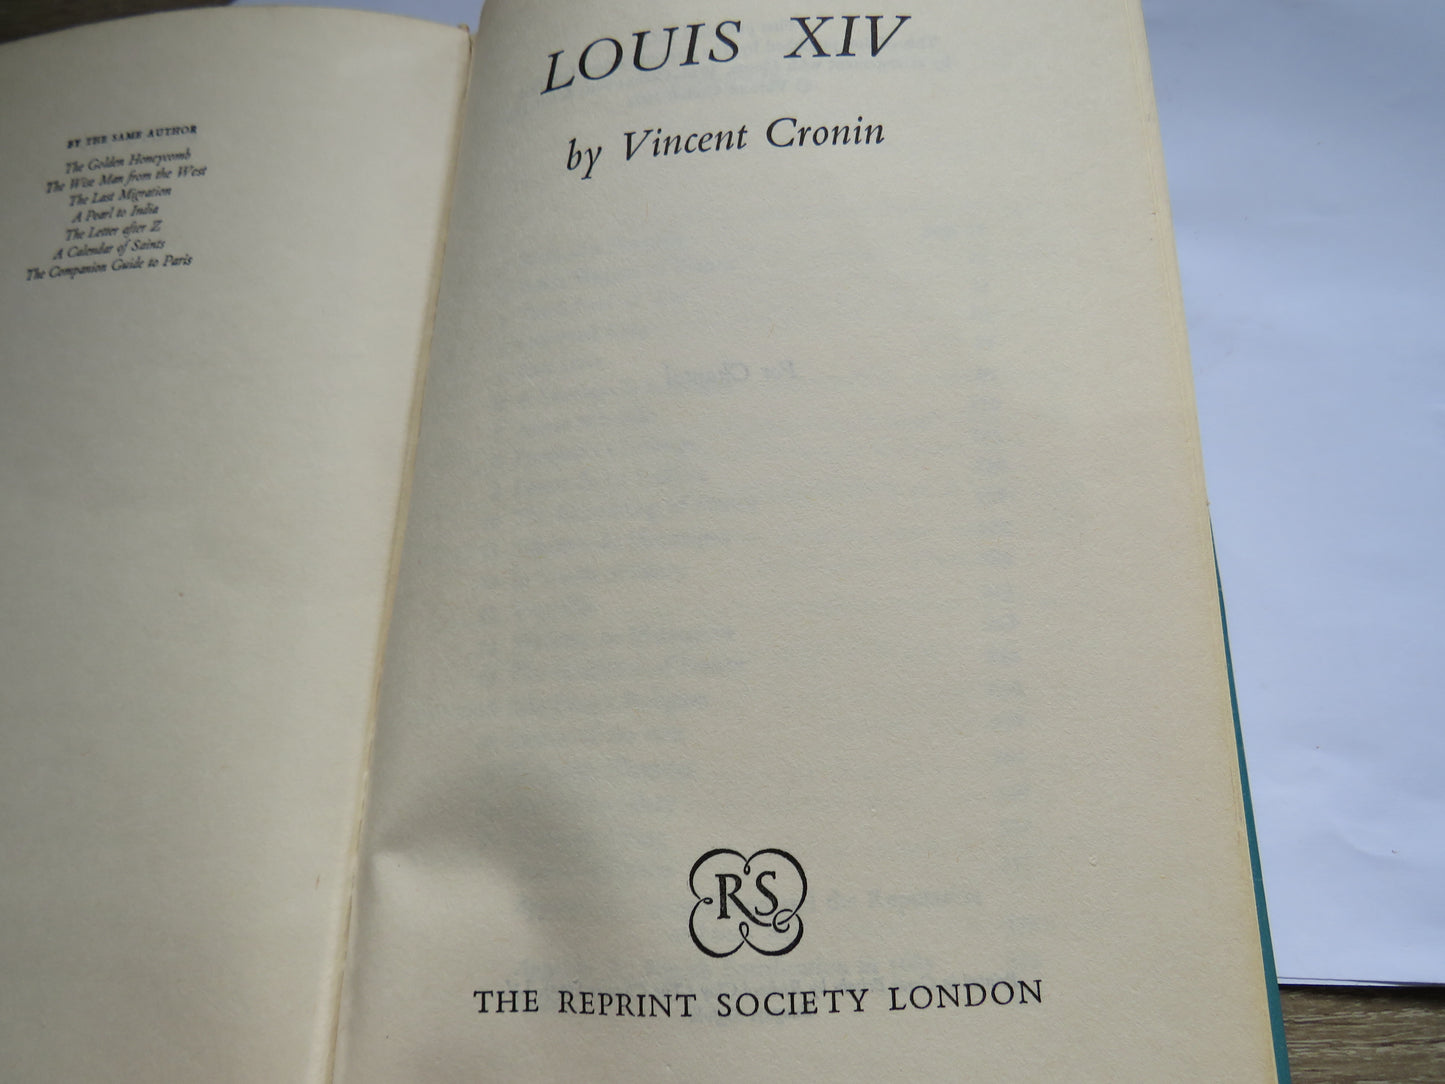 BY THE SAME AUTHOR
The Golden Honeycomb
The Wise Man from the West
The Last Migration
A Pearl to India
The Letter after Z
A Calendar of Saints
The Companion Guide to Paris
LOUIS XIV
by Vincent Cronin
For Chantal
RS
THE REPRINT SOCIETY LONDON